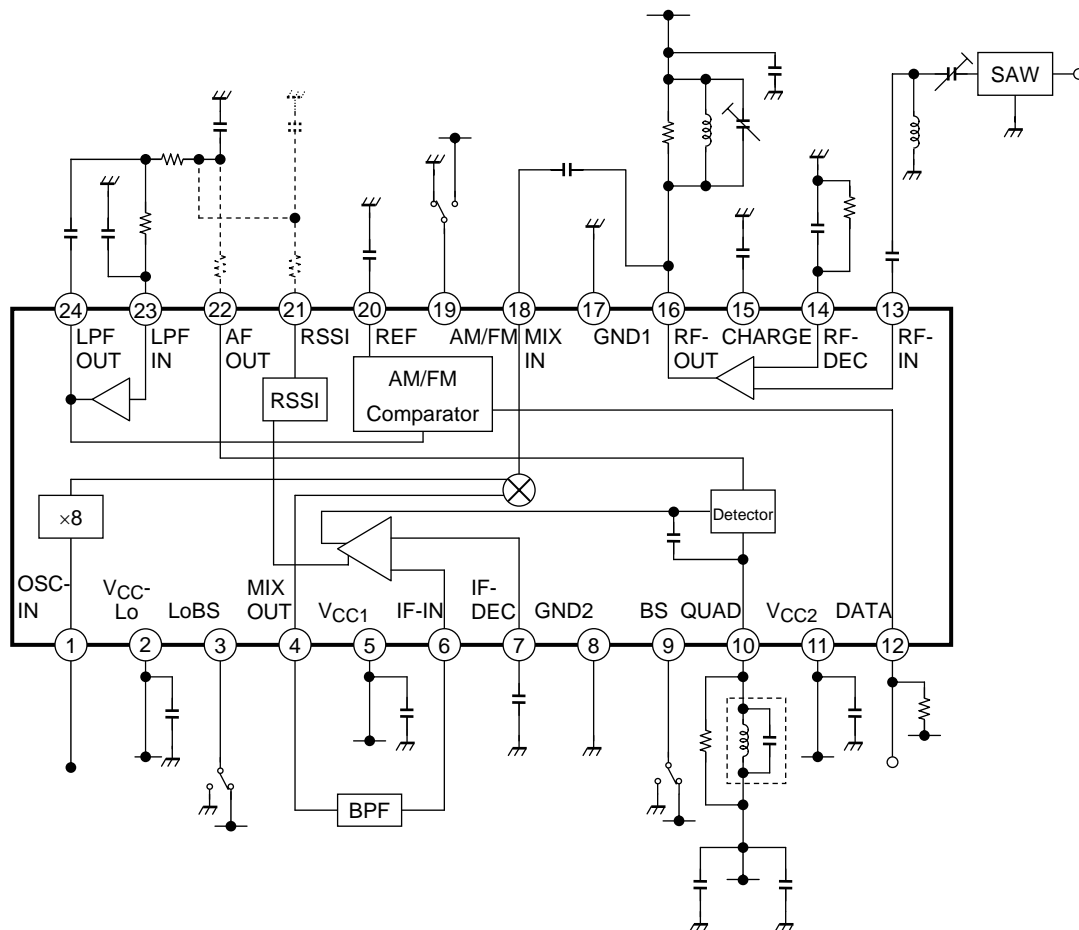 SAW
24 23 22 21 20 19 18 17 16 15 14 13
LPF OUT
LPF IN
AF OUT
RSSI
REF
AM/FM
MIX IN
GND1
RF-OUT
CHARGE
RF-DEC
RF-IN
RSSI
AM/FM
Comparator
×8
Detector
OSC-IN
VCC-Lo
LoBS
MIX OUT
VCC1
IF-IN
IF-DEC
GND2
BS
QUAD
VCC2
DATA
1 2 3 4 5 6 7 8 9 10 11 12
BPF